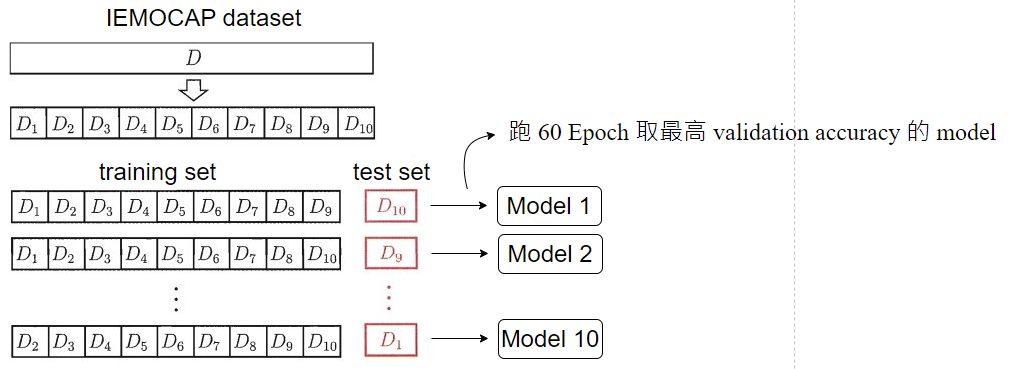 IEMOCAP dataset
D
D1 D2 D3 D4 D5 D6 D7 D8 D9 D10
跑 60 Epoch 取最高 validation accuracy 的 model
training set test set
D1 D2 D3 D4 D5 D6 D7 D8 D9 D10 Model 1
D1 D2 D3 D4 D5 D6 D7 D8 D10 D9 Model 2
D2 D3 D4 D5 D6 D7 D8 D9 D10 D1 Model 10